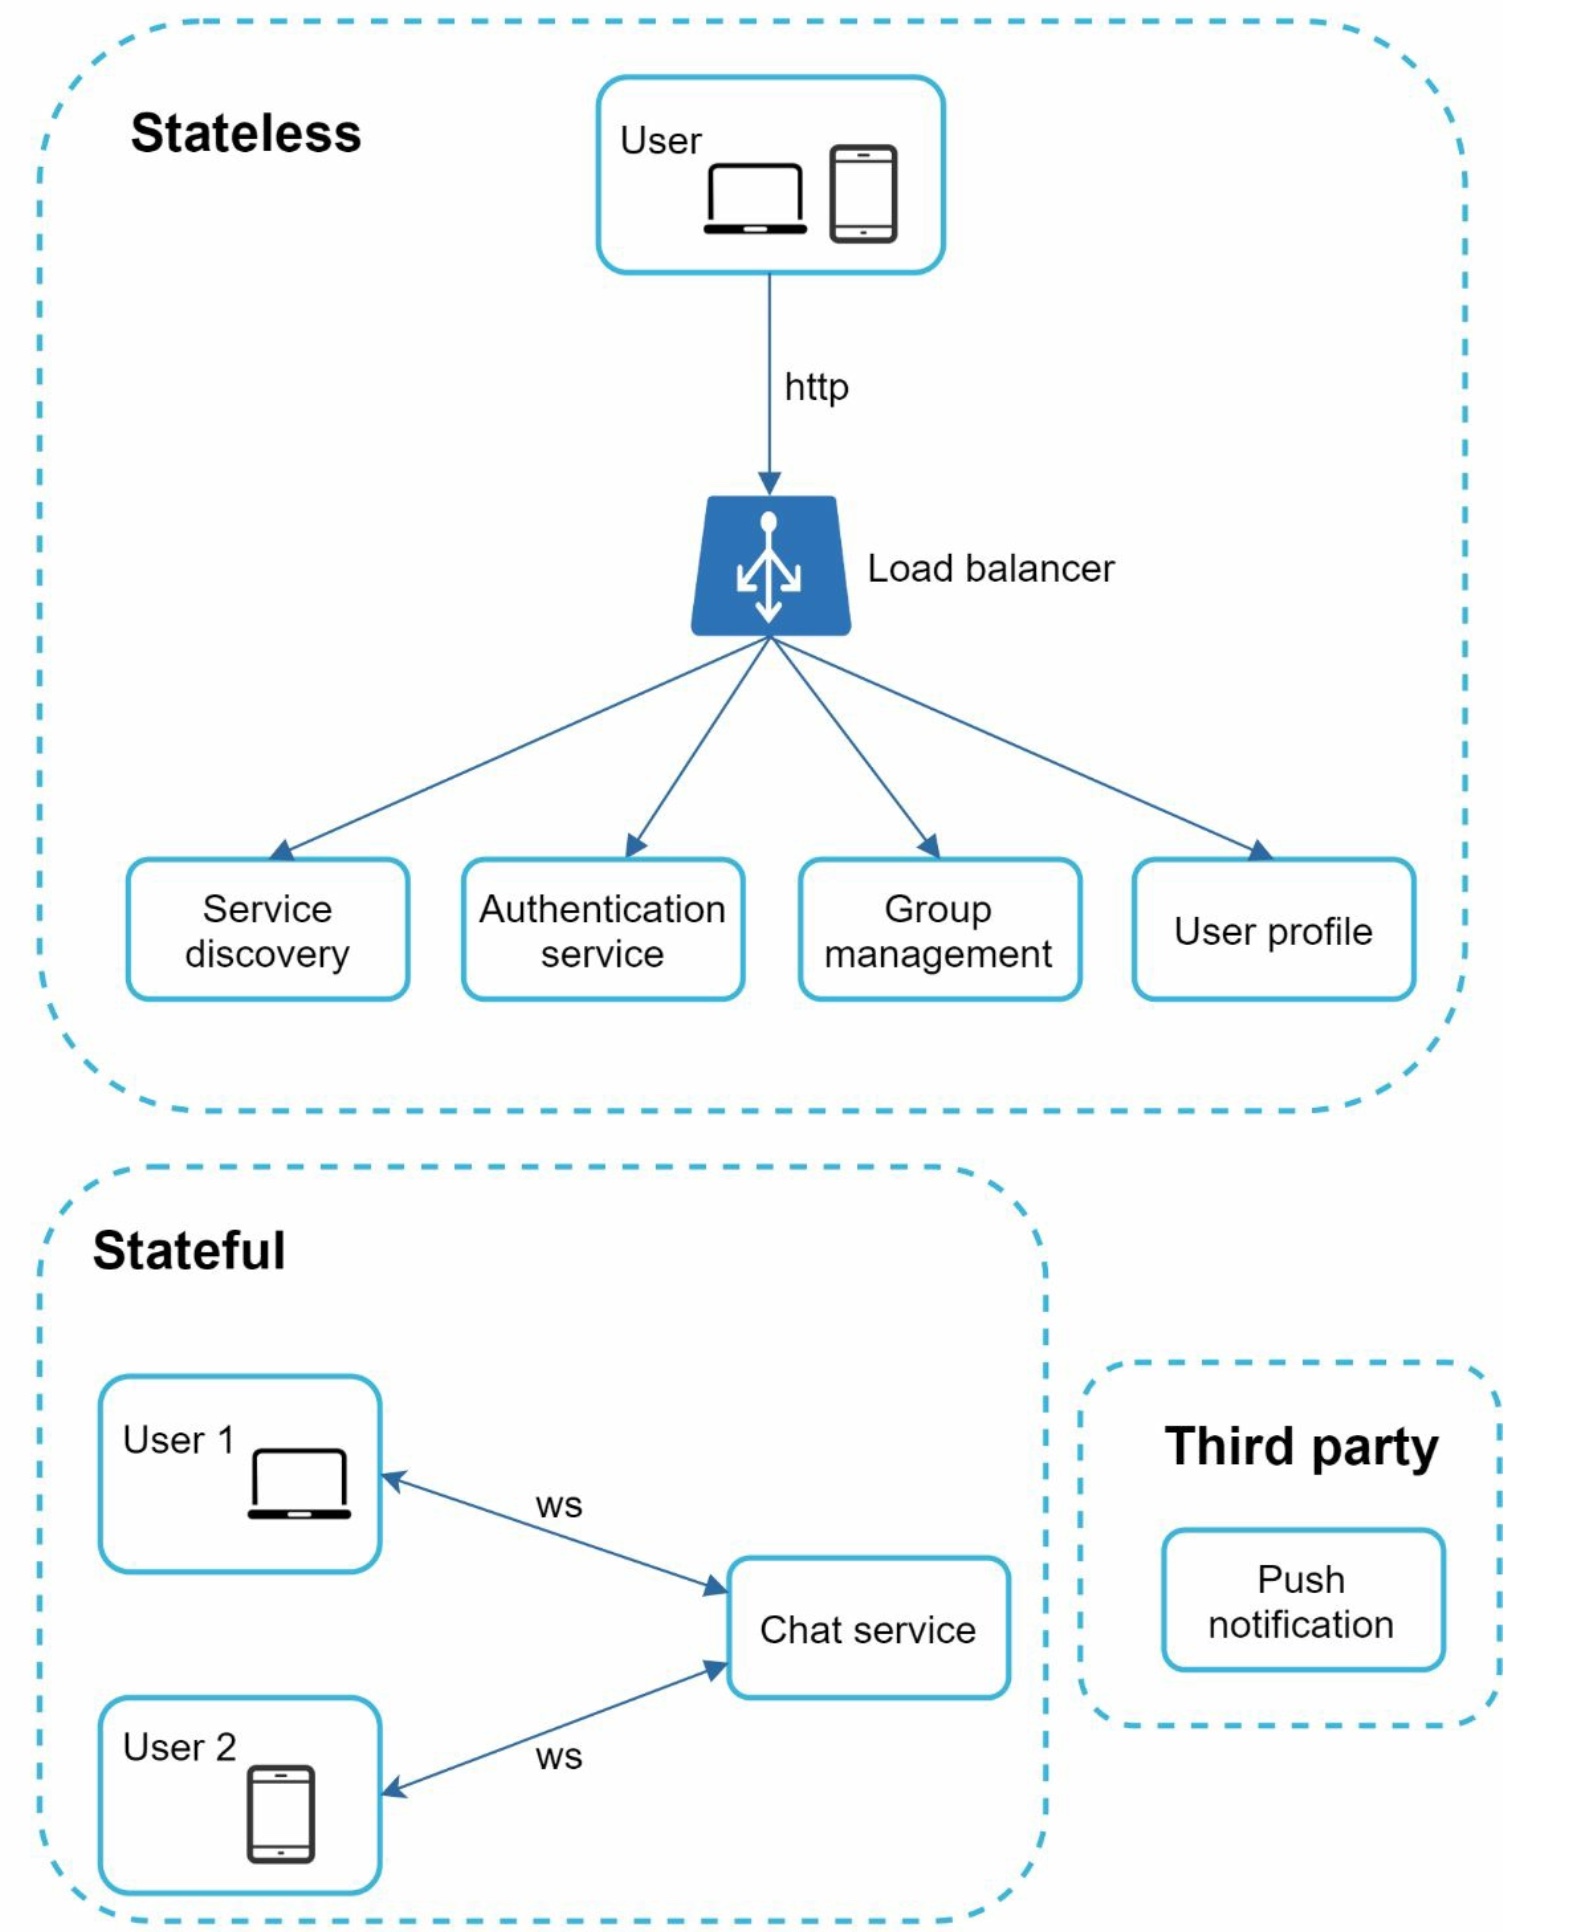 Stateless
User
http
Load balancer
Service
discovery
Authentication
service
Group
management
User profile
Stateful
User 1
ws
Chat service
User 2
ws
Third party
Push
notification